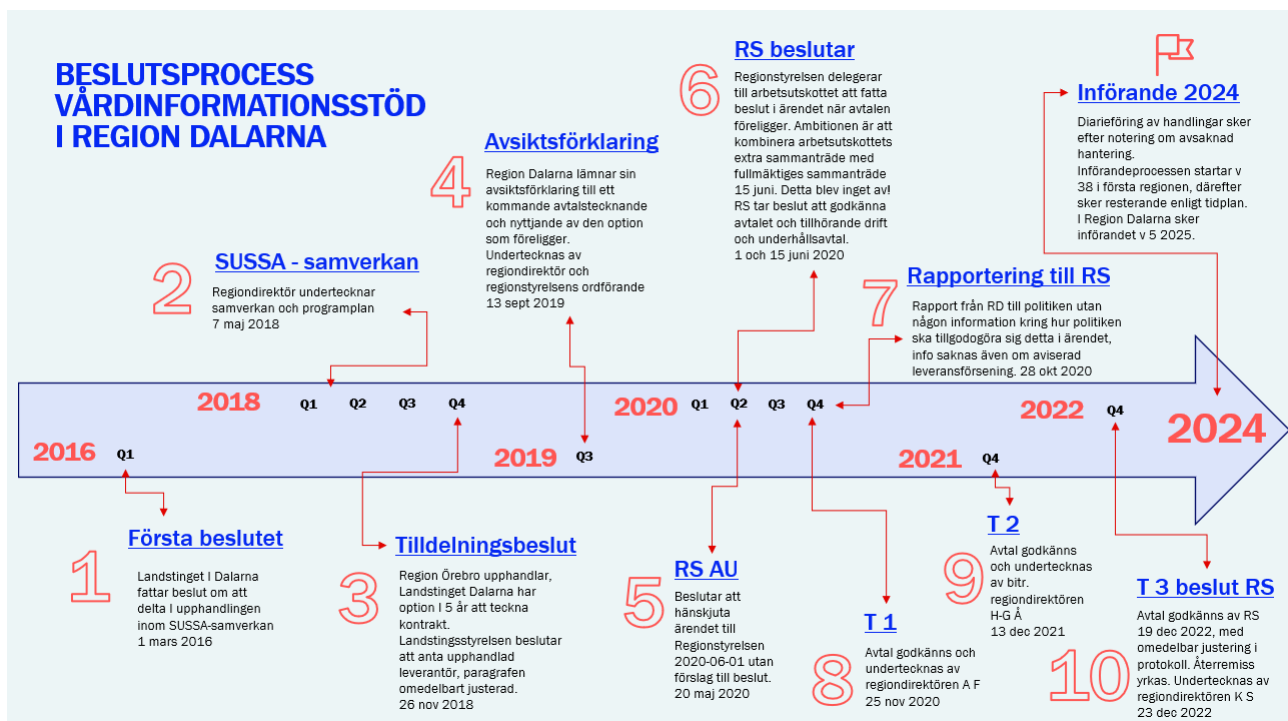 BESLUTSPROCESS
VÅRDINFORMATIONSSTÖD
I REGION DALARNA
1
Första beslutet
Landstinget I Dalarna
fattar beslut om att
delta I upphandlingen
inom SUSSA-samverkan
1 mars 2016
2
SUSSA - samverkan
Regiondirektör undertecknar
samverkan och programplan
7 maj 2018
3
Tilldelningsbeslut
Region Örebro upphandlar,
Landstinget Dalarna har
option I 5 år att teckna
kontrakt.
Landstingsstyrelsen beslutar
att anta upphandlad
leverantör, paragrafen
omedelbart justerad.
26 nov 2018
4
Avsiktsförklaring
Region Dalarna lämnar sin
avsiktsförklaring till ett
kommande avtalstecknande
och nyttjande av den option
som föreligger.
Undertecknas av
regiondirektör och
regionstyrelsens ordförande
13 sept 2019
5
RS AU
Beslutar att
hänskjuta
ärendet till
Regionstyrelsen
2020-06-01 utan
förslag till beslut.
20 maj 2020
6
RS beslutar
Regionstyrelsen delegerar
till arbetsutskottet att fatta
beslut i ärendet när avtalen
föreligger. Ambitionen är att
kombinera arbetsutskottets
extra sammanträde med
fullmäktiges sammanträde
15 juni. Detta blev inget av!
RS tar beslut att godkänna
avtalet och tillhörande drift
och underhållsavtal.
1 och 15 juni 2020
7
Rapportering till RS
Rapport från RD till politiken utan
någon information kring hur politiken
ska tillgodogöra sig detta i ärendet,
info saknas även om aviserad
leveransförsening. 28 okt 2020
8
T 1
Avtal godkänns och
undertecknas av
regiondirektören A F
25 nov 2020
9
T 2
Avtal godkänns
och undertecknas
av bitr.
regiondirektören
H-G Å
13 dec 2021
10
T 3 beslut RS
Avtal godkänns av RS
19 dec 2022, med
omedelbar justering i
protokoll. Återremiss
yrkas. Undertecknas av
regiondirektören K S
23 dec 2022
Införande 2024
Diarieföring av handlingar sker
efter notering om avsaknad
hantering.
Införandeprocessen startar v
38 i första regionen, därefter
sker resterande enligt tidplan.
I Region Dalarna sker
införandet v 5 2025.
2016 Q1
2018 Q1 Q2 Q3 Q4
2019 Q3
2020 Q1 Q2 Q3 Q4
2021 Q4
2022 Q4
2024